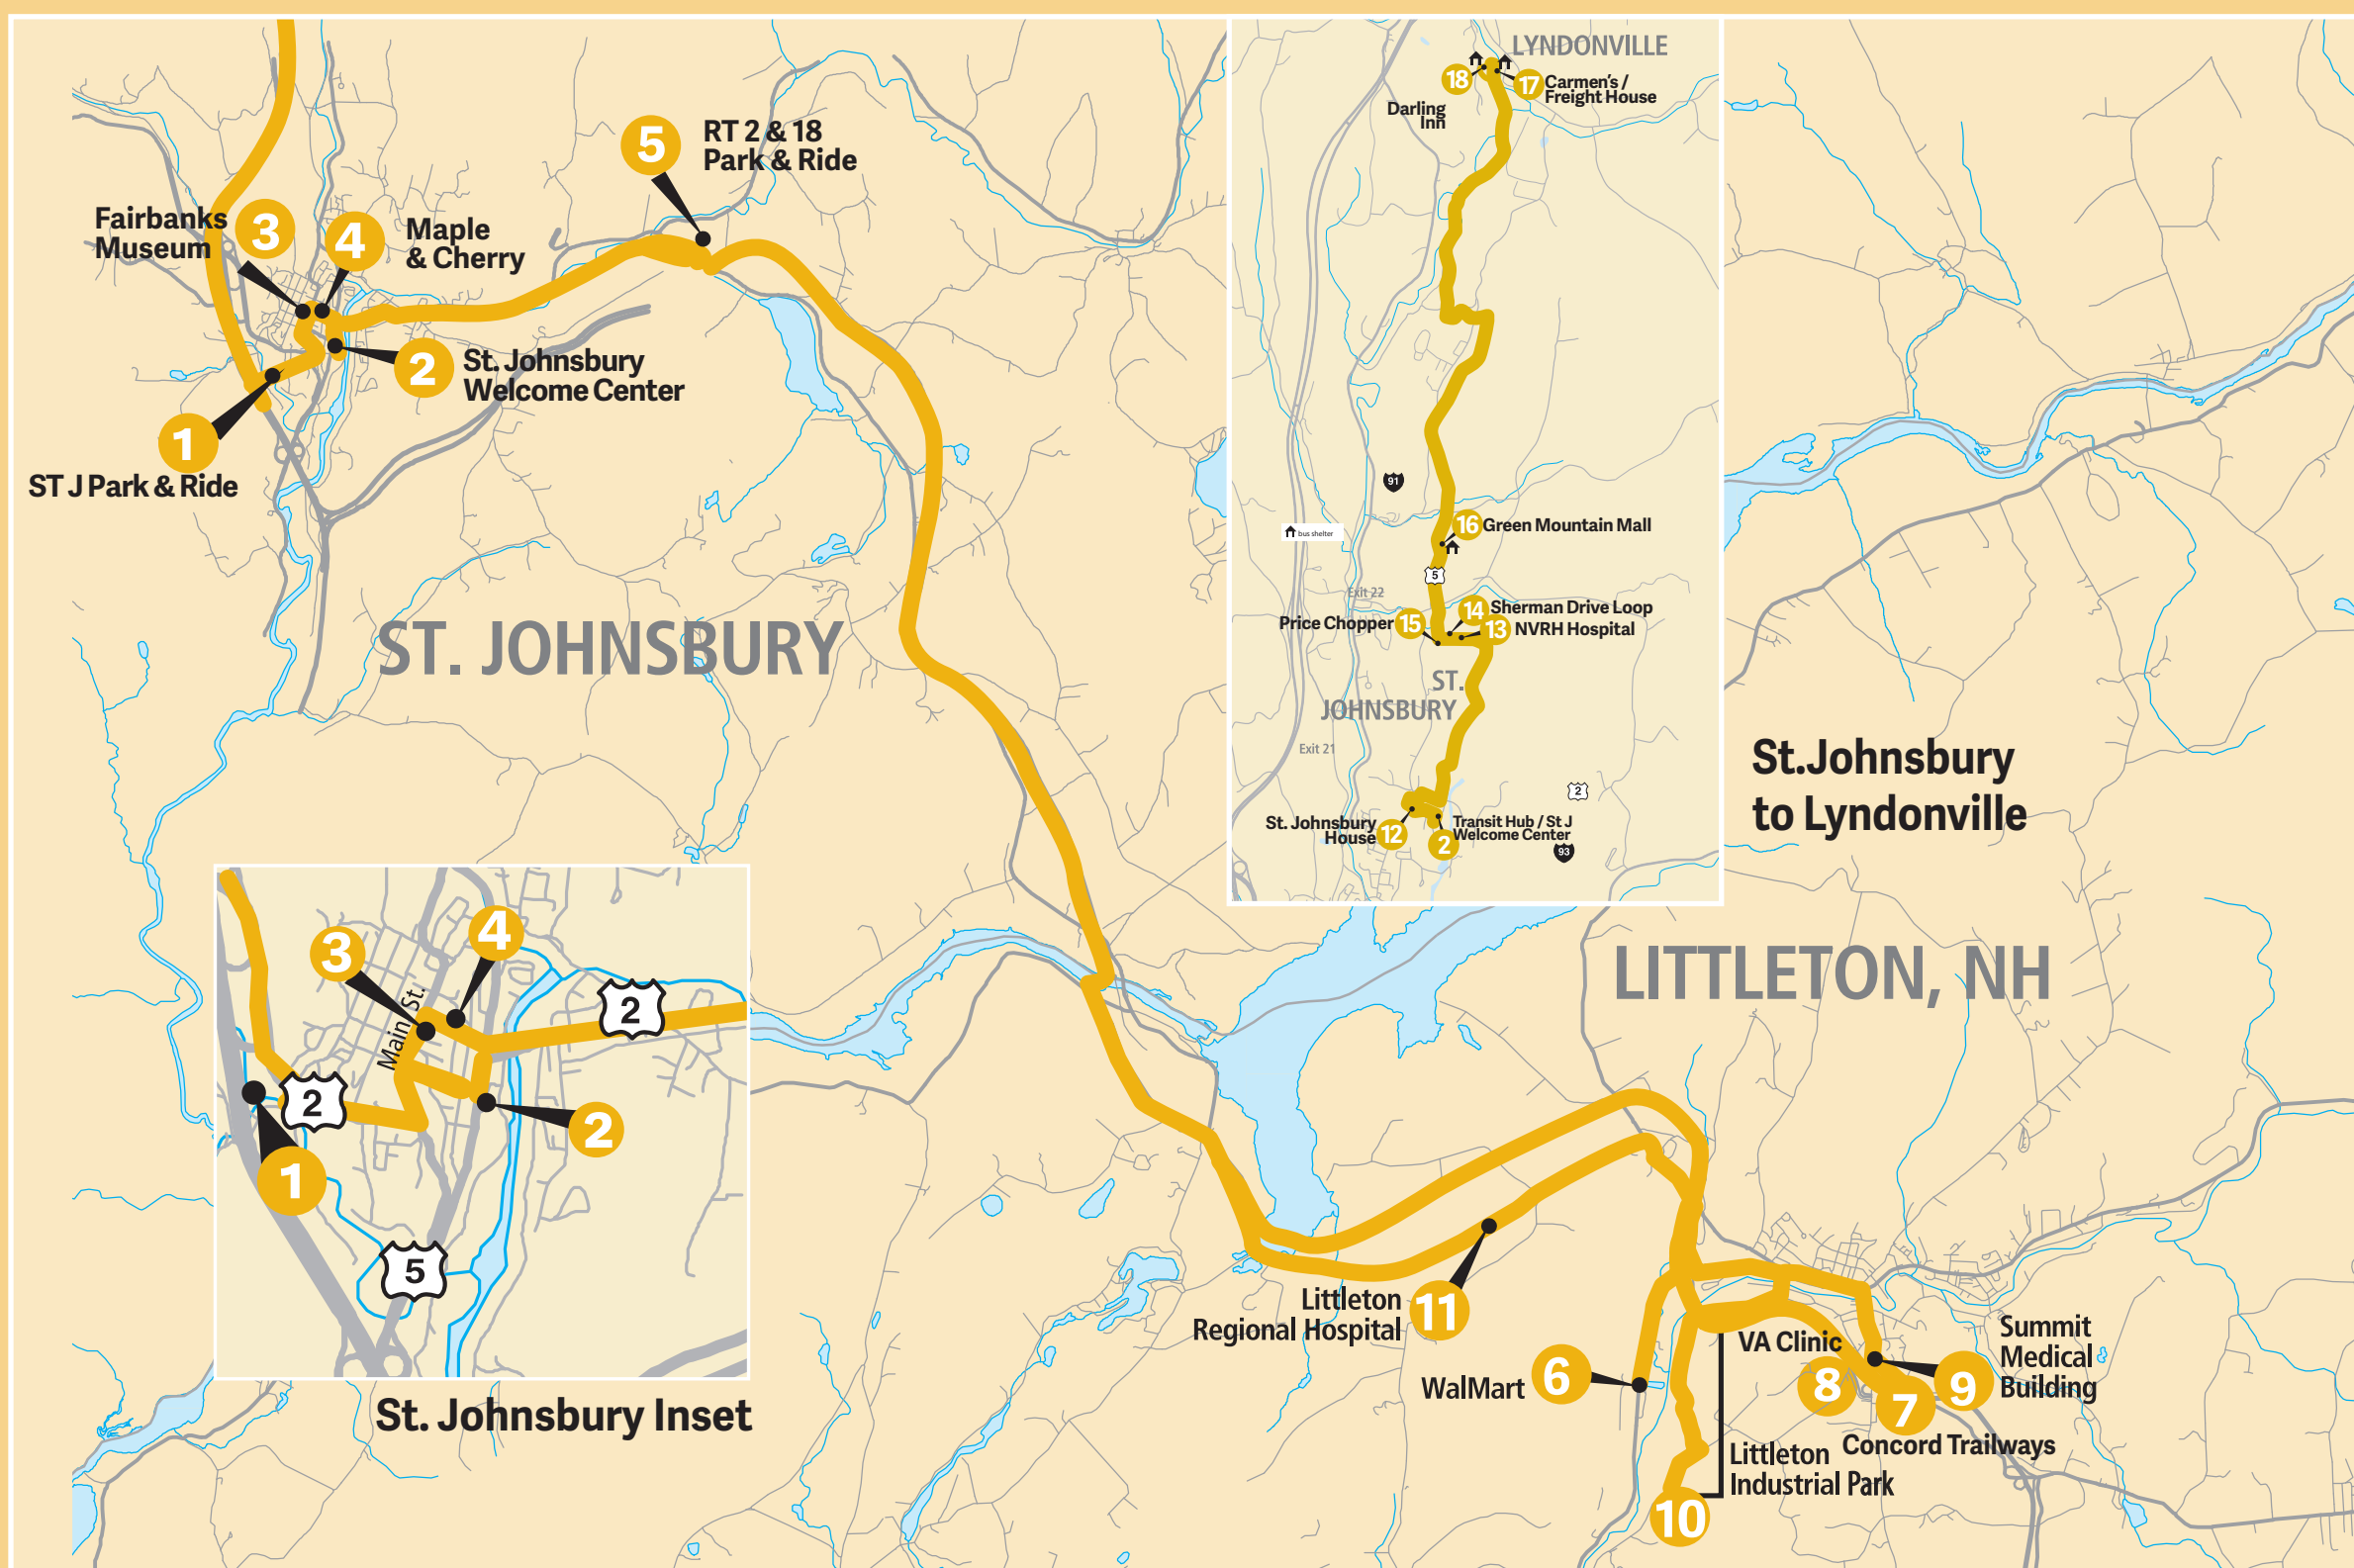 LYNDONVILLE
18
17
Carmen's /
Freight House
Darling
Inn
5
RT 2 & 18
Park & Ride
Fairbanks
Museum
3
4
Maple
& Cherry
2
St. Johnsbury
Welcome Center
1
ST J Park & Ride
91
bus shelter
16
Green Mountain Mall
5
Exit 22
Price Chopper
15
14
Sherman Drive Loop
13
NVRH Hospital
ST. JOHNSBURY
ST.
JOHNSBURY
Exit 21
2
St. Johnsbury
House
12
2
Transit Hub / St J
Welcome Center
93
St.Johnsbury
to Lyndonville
LITTLETON, NH
3
4
Main St.
2
2
2
1
5
St. Johnsbury Inset
Littleton
Regional Hospital
11
WalMart
6
VA Clinic
8
7
9
Summit
Medical
Building
Concord Trailways
Littleton
Industrial Park
10